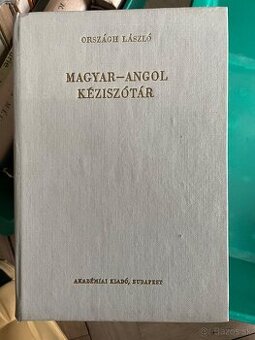 ORSZÁGH LÁSZLÓ
MAGYAR–ANGOL
KÉZISZÓTÁR
AKADÉMIAI KIADÓ, BUDAPEST